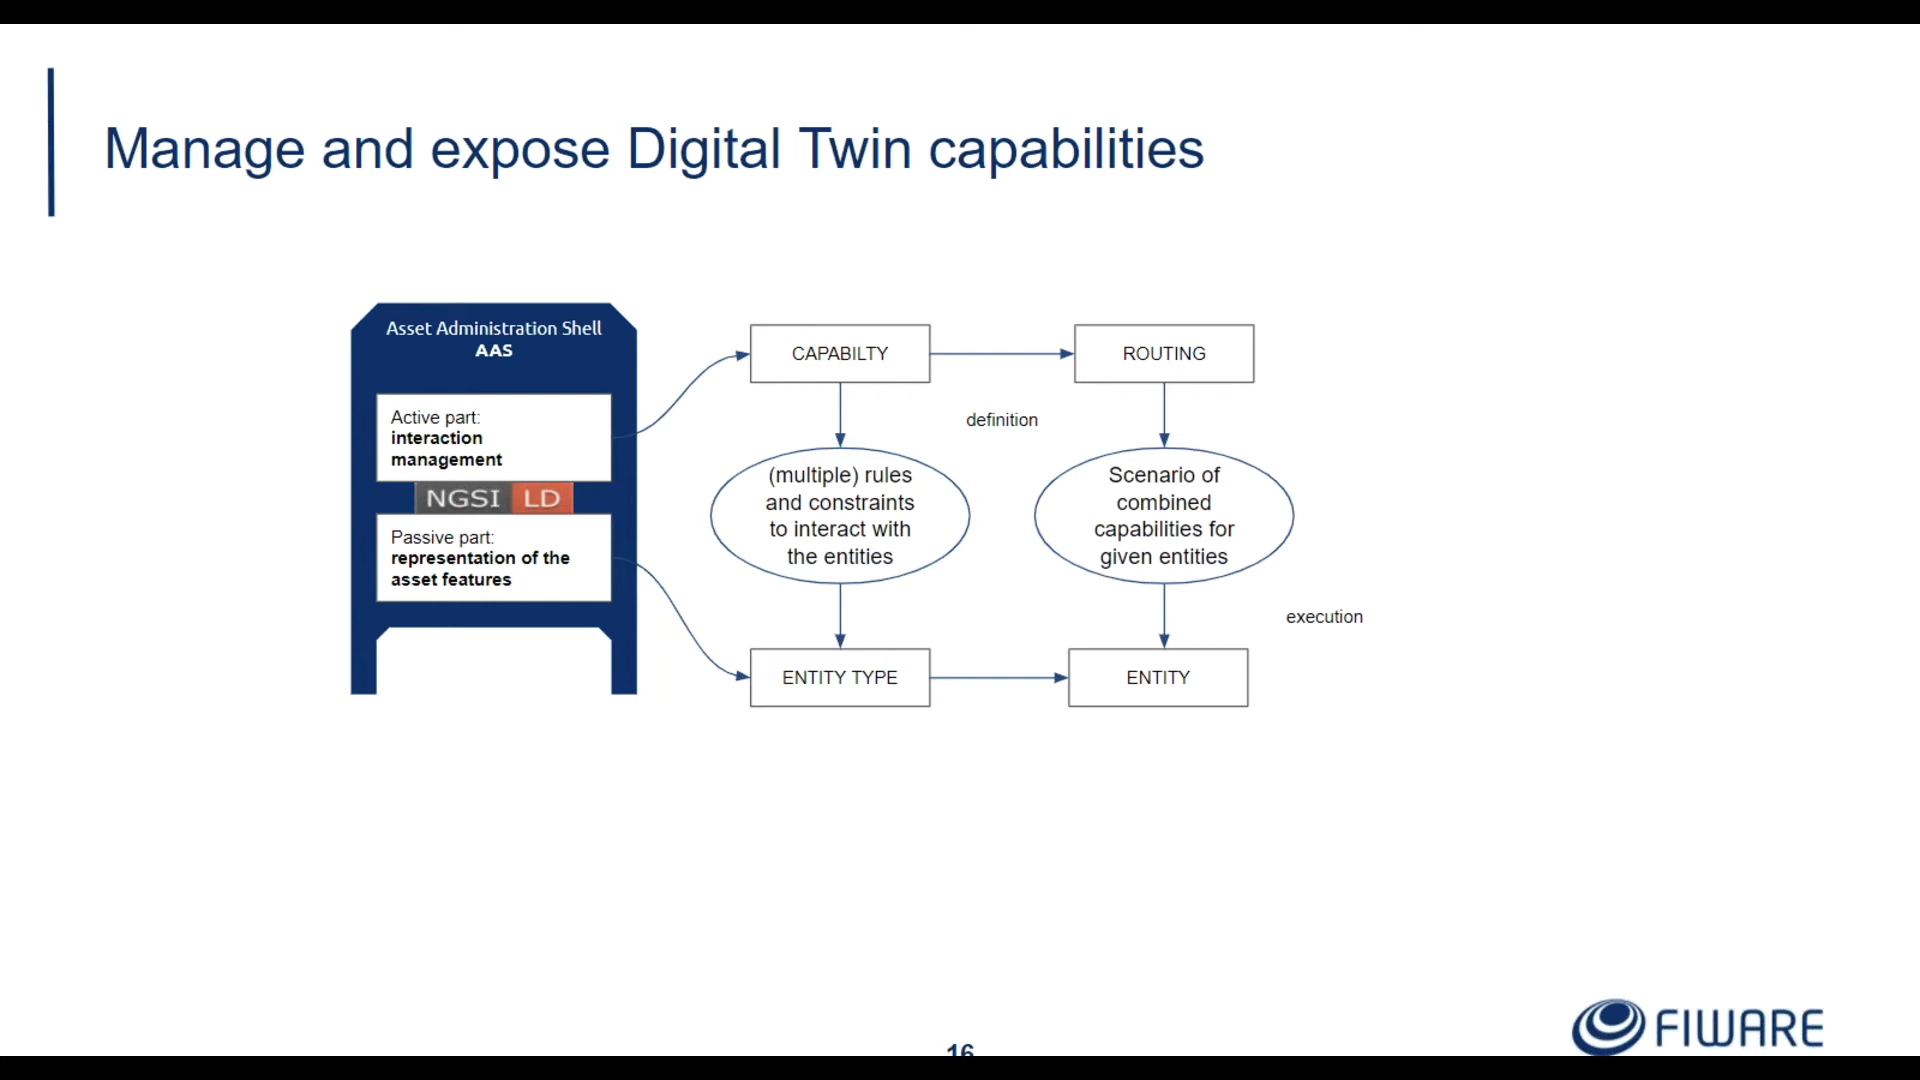 Manage and expose Digital Twin capabilities
Asset Administration Shell
AAS
Active part:
interaction
management
NGSI LD
Passive part:
representation of the
asset features
CAPABILTY
ROUTING
definition
(multiple) rules
and constraints
to interact with
the entities
Scenario of
combined
capabilities for
given entities
execution
ENTITY TYPE
ENTITY
FIWARE
16